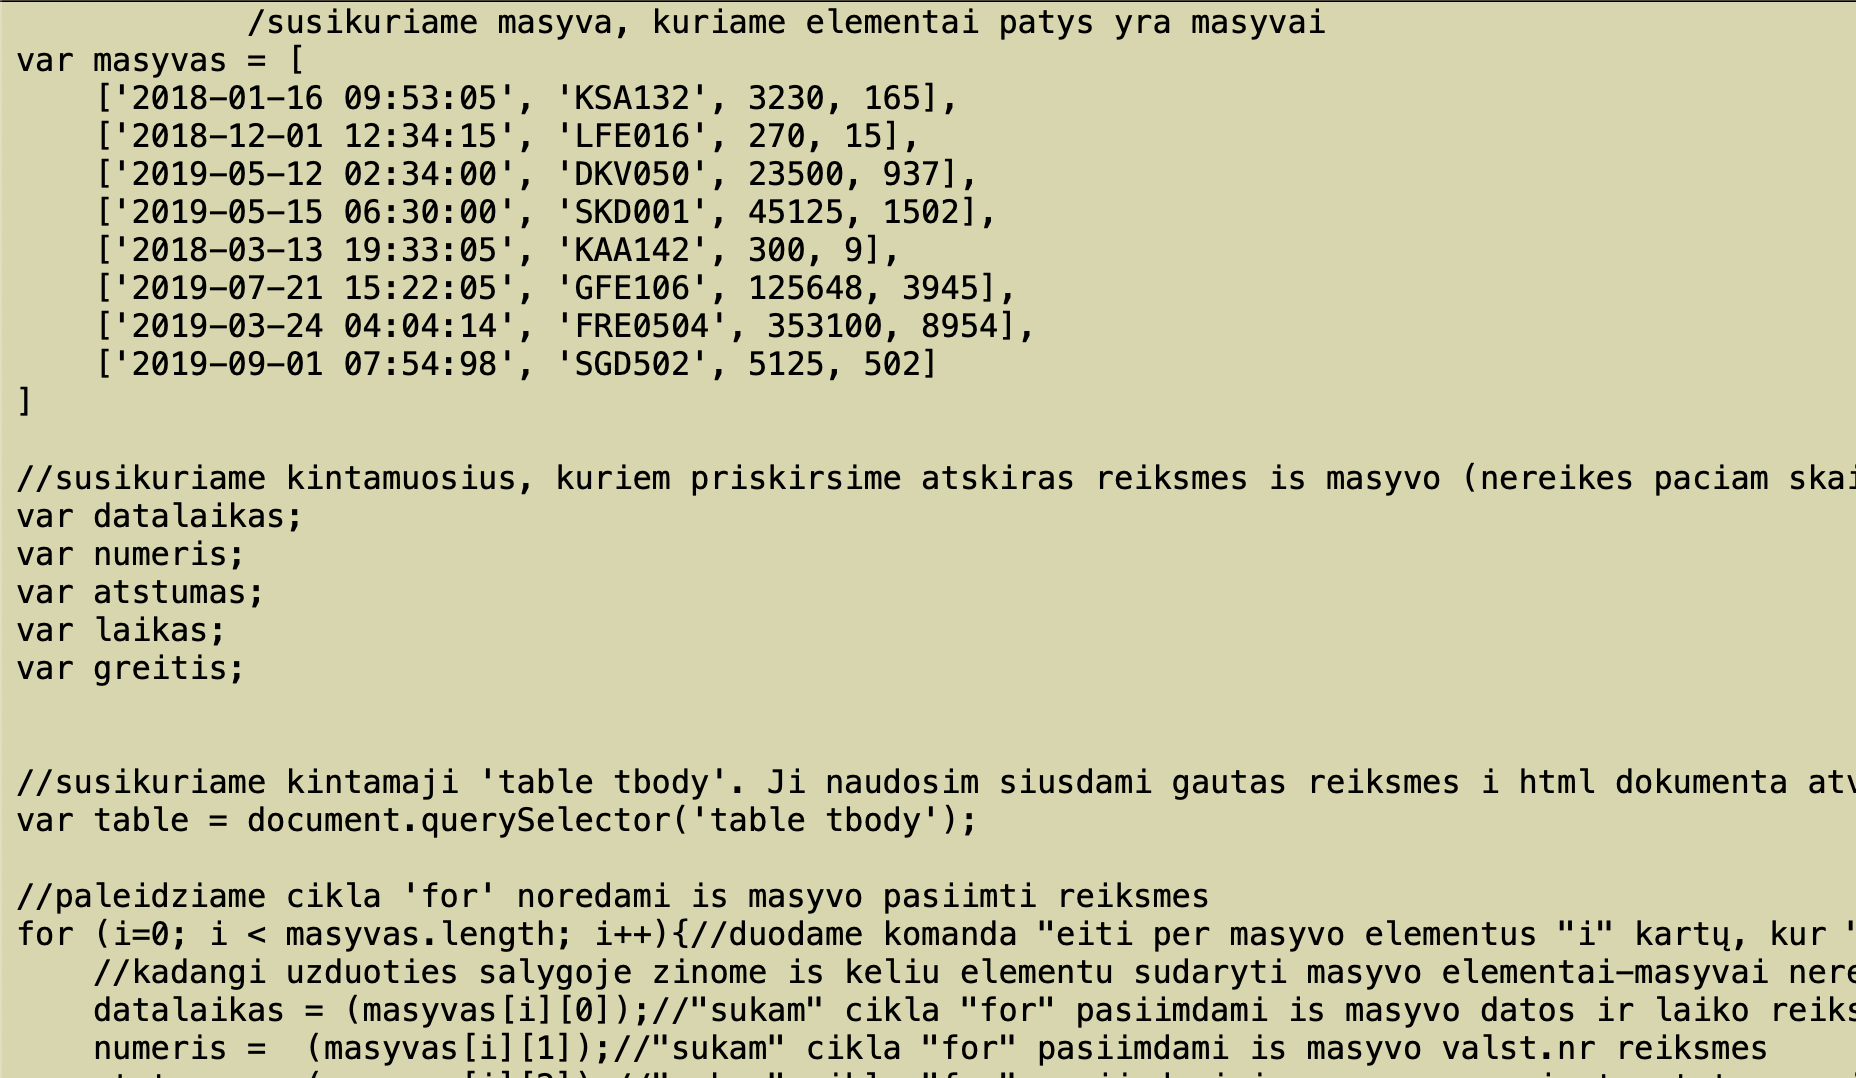 /susikuriame masyva, kuriame elementai patys yra masyvai
var masyvas = [
['2018-01-16 09:53:05', 'KSA132', 3230, 165],
['2018-12-01 12:34:15', 'LFE016', 270, 15],
['2019-05-12 02:34:00', 'DKV050', 23500, 937],
['2019-05-15 06:30:00', 'SKD001', 45125, 1502],
['2018-03-13 19:33:05', 'KAA142', 300, 9],
['2019-07-21 15:22:05', 'GFE106', 125648, 3945],
['2019-03-24 04:04:14', 'FRE0504', 353100, 8954],
['2019-09-01 07:54:98', 'SGD502', 5125, 502]
]
//susikuriame kintamuosius, kuriem priskirsime atskiras reiksmes is masyvo (nereikes paciam skai
var datalaikas;
var numeris;
var atstumas;
var laikas;
var greitis;
//susikuriame kintamaji 'table tbody'. Ji naudosim siusdami gautas reiksmes i html dokumenta atv
var table = document.querySelector('table tbody');
//paleidziame cikla 'for' noredami is masyvo pasiimti reiksmes
for (i=0; i < masyvas.length; i++){//duodame komanda "eiti per masyvo elementus "i" kartų, kur "
//kadangi uzduoties salygoje zinome is keliu elementu sudaryti masyvo elementai-masyvai nere
datalaikas = (masyvas[i][0]);//"sukam" cikla "for" pasiimdami is masyvo datos ir laiko reiks
numeris =  (masyvas[i][1]);//"sukam" cikla "for" pasiimdami is masyvo valst.nr reiksmes